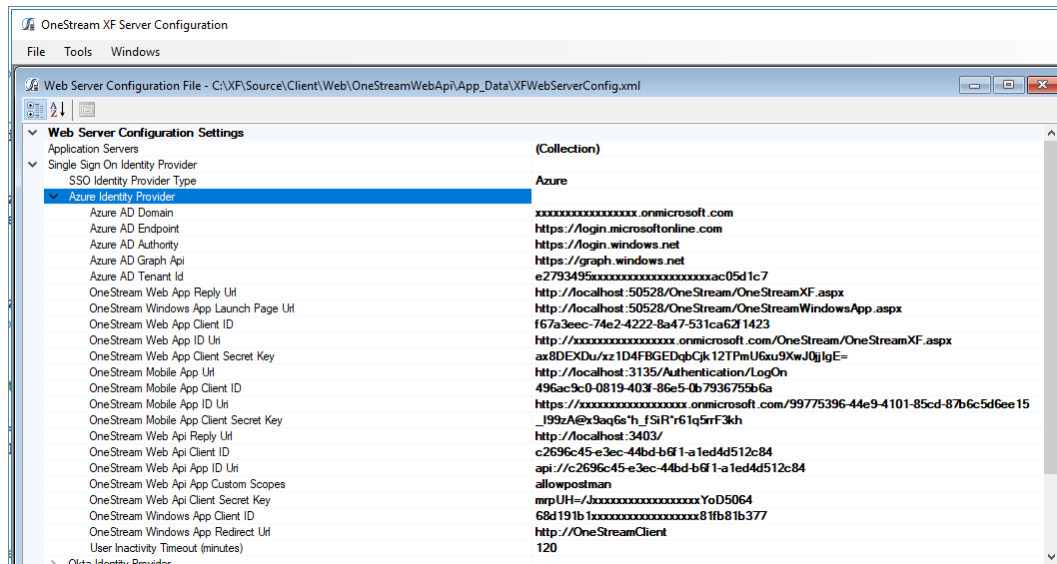 OneStream XF Server Configuration
File Tools Windows
Web Server Configuration File - C:\XF\Source\Client\Web\OneStreamWebApi\App_Data\XFWebServerConfig.xml
Web Server Configuration Settings
Application Servers (Collection)
Single Sign On Identity Provider
SSO Identity Provider Type Azure
Azure Identity Provider
Azure AD Domain xxxxxxxxxxxxxxxxx.onmicrosoft.com
Azure AD Endpoint https://login.microsoftonline.com
Azure AD Authority https://login.windows.net
Azure AD Graph Api https://graph.windows.net
Azure AD Tenant Id e2793495xxxxxxxxxxxxxxxxxxxxac05d1c7
OneStream Web App Reply Url http://localhost:50528/OneStream/OneStreamXF.aspx
OneStream Windows App Launch Page Url http://localhost:50528/OneStream/OneStreamWindowsApp.aspx
OneStream Web App Client ID f67a3eec-74e2-4222-8a47-531ca62f1423
OneStream Web App ID Uri http://xxxxxxxxxxxxxxxxx.onmicrosoft.com/OneStream/OneStreamXF.aspx
OneStream Web App Client Secret Key ax8DEXDu/xz1D4FBGEDqbCjk12TPmU6xu9XwJ0jjIgE=
OneStream Mobile App Url http://localhost:3135/Authentication/LogOn
OneStream Mobile App Client ID 496ac9c0-0819-403f-86e5-0b7936755b6a
OneStream Mobile App ID Uri https://xxxxxxxxxxxxxxxxxx.onmicrosoft.com/99775396-44e9-4101-85cd-87b6c5d6ee15
OneStream Mobile App Client Secret Key _I99zA@x9aq6s*h_fSiR*r61q5rrF3kh
OneStream Web Api Reply Url http://localhost:3403/
OneStream Web Api Client ID c2696c45-e3ec-44bd-b6f1-a1ed4d512c84
OneStream Web Api App ID Uri api://c2696c45-e3ec-44bd-b6f1-a1ed4d512c84
OneStream Web Api App Custom Scopes allowpostman
OneStream Web Api Client Secret Key mrpUH=/JxxxxxxxxxxxxxxxxxxYoD5064
OneStream Windows App Client ID 68d191b1xxxxxxxxxxxxxxxxxx81fb81b377
OneStream Windows App Redirect Url http://OneStreamClient
User Inactivity Timeout (minutes) 120
Okta Identity Provider